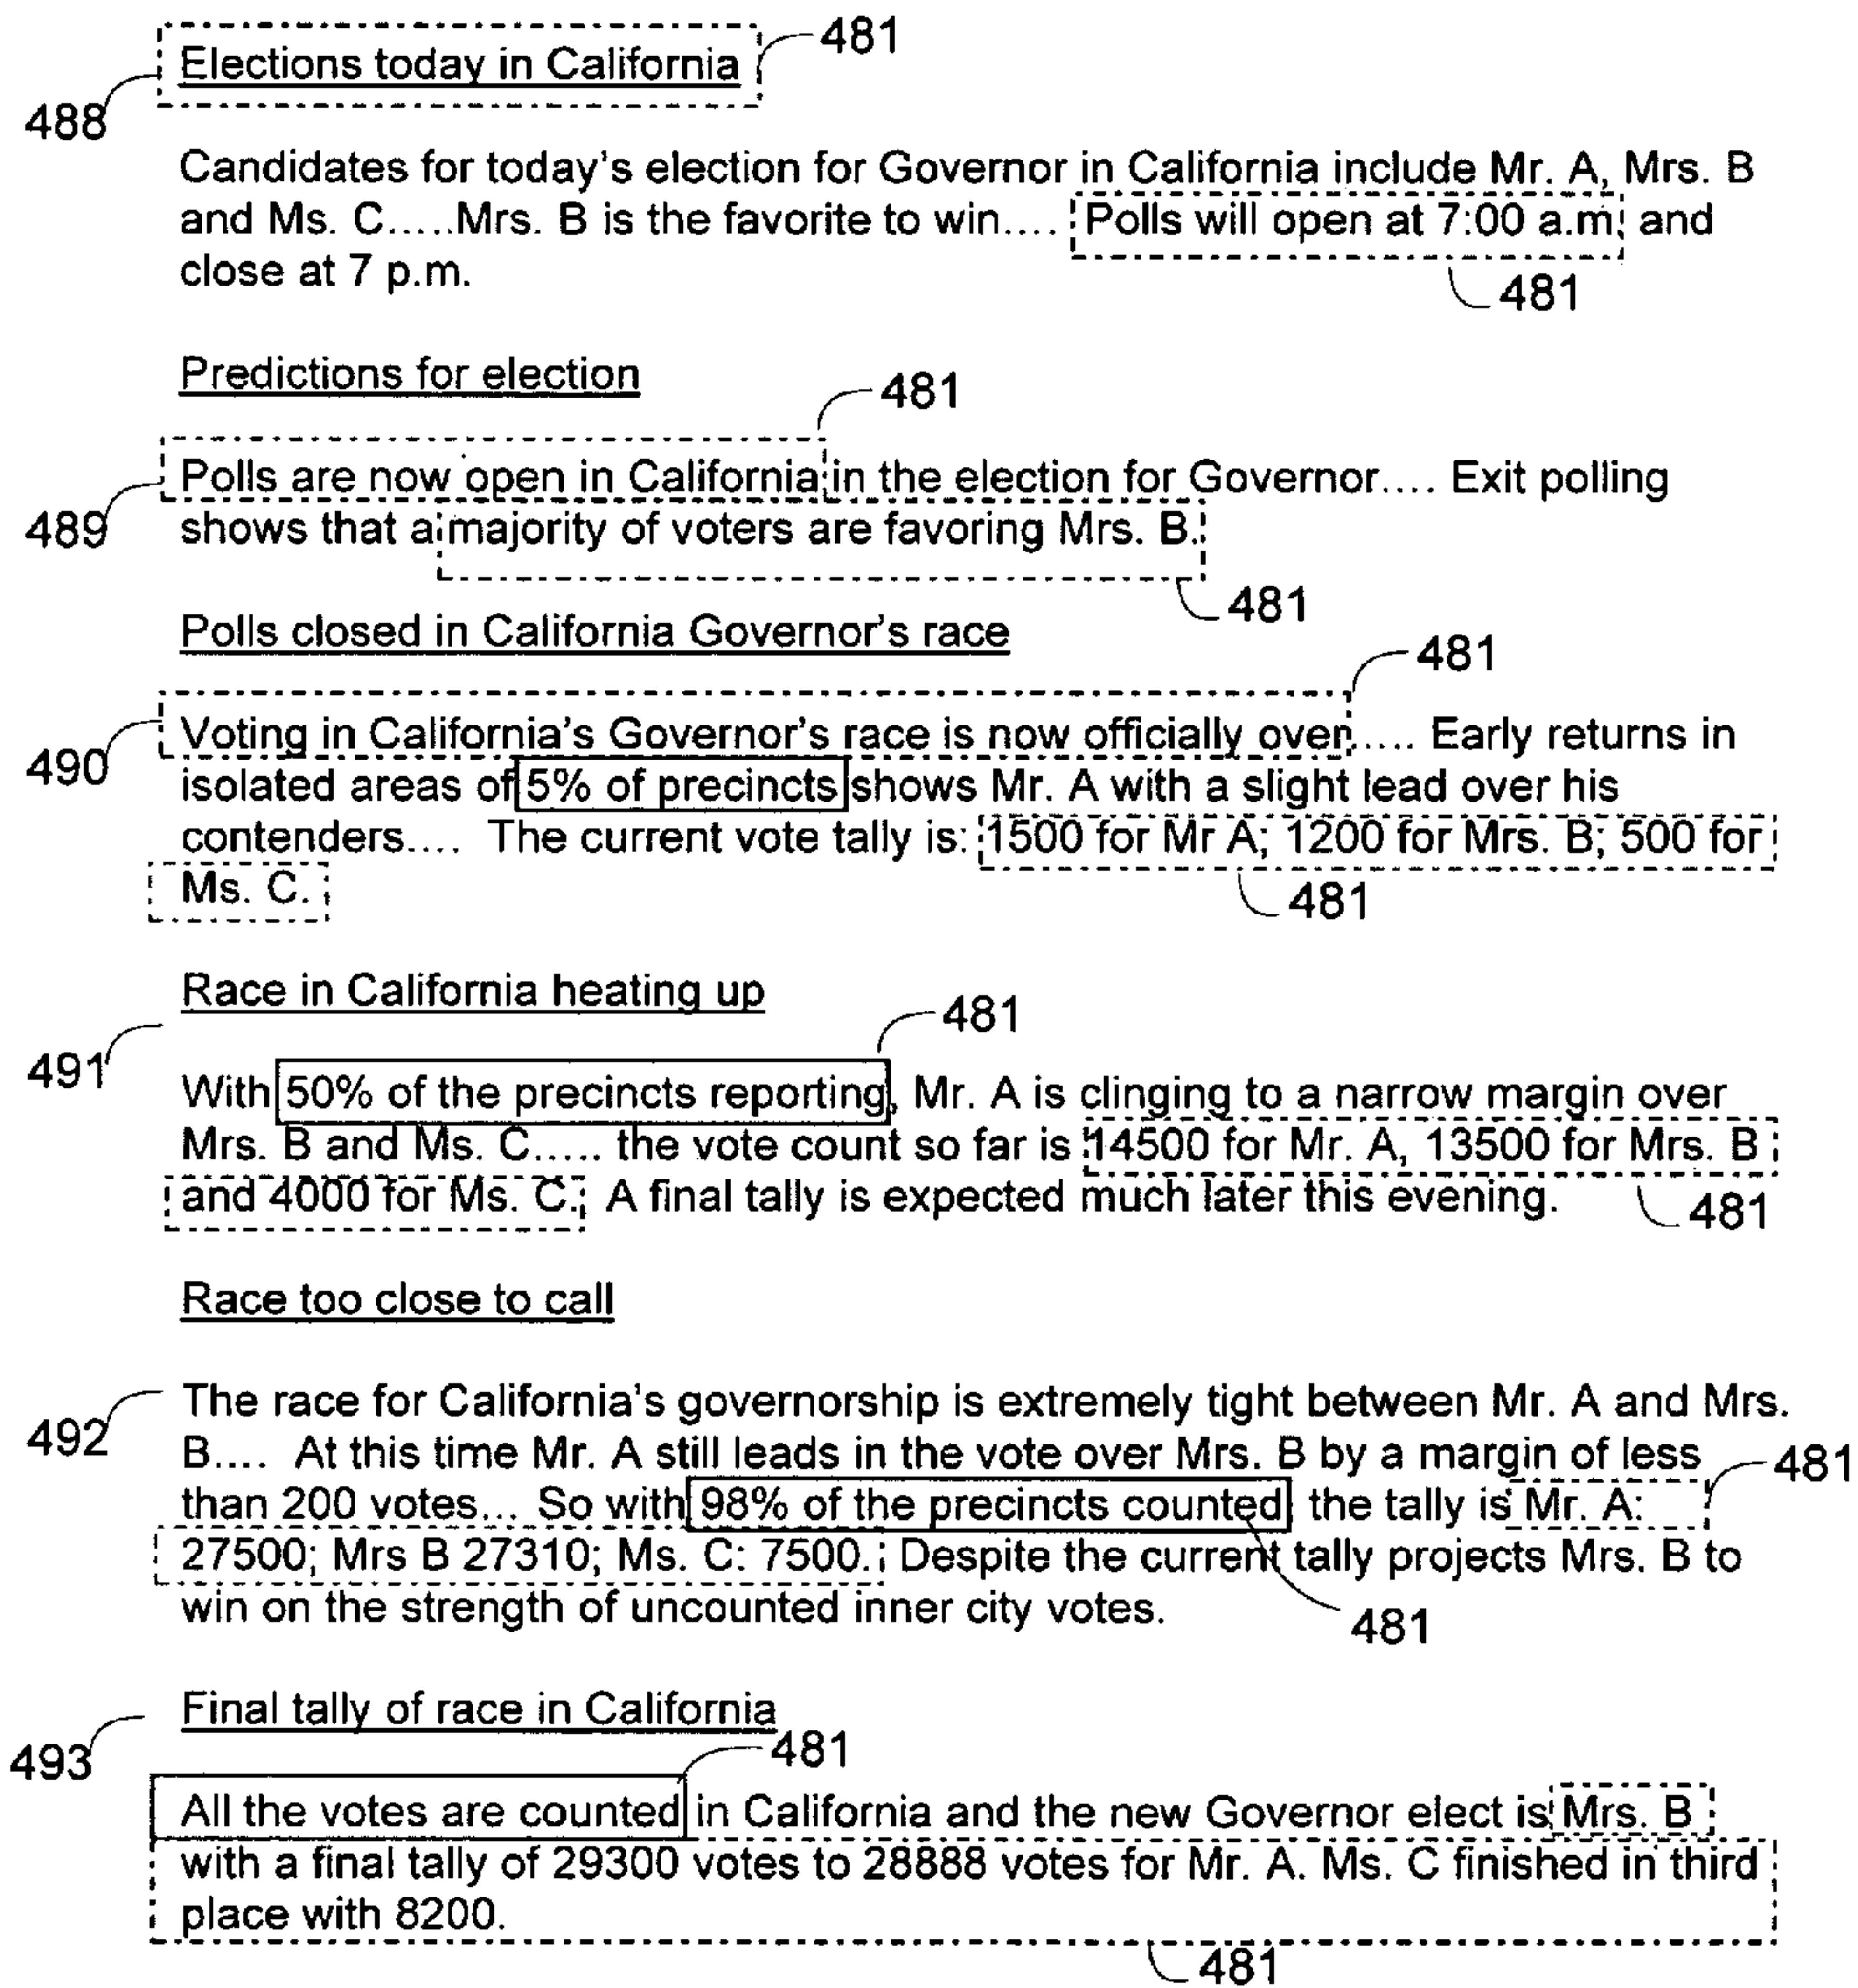 481
Elections today in California
488
Candidates for today's election for Governor in California include Mr. A, Mrs. B
and Ms. C.....Mrs. B is the favorite to win.... Polls will open at 7:00 a.m. and
close at 7 p.m.
481
Predictions for election
481
Polls are now open in California in the election for Governor.... Exit polling
489
shows that a majority of voters are favoring Mrs. B.
481
Polls closed in California Governor's race
481
Voting in California's Governor's race is now officially over..... Early returns in
490
isolated areas of 5% of precincts shows Mr. A with a slight lead over his
contenders.... The current vote tally is: 1500 for Mr A; 1200 for Mrs. B; 500 for
Ms. C.
481
Race in California heating up
481
491
With 50% of the precincts reporting, Mr. A is clinging to a narrow margin over
Mrs. B and Ms. C..... the vote count so far is 14500 for Mr. A, 13500 for Mrs. B
and 4000 for Ms. C. A final tally is expected much later this evening.
481
Race too close to call
The race for California's governorship is extremely tight between Mr. A and Mrs.
492
B.... At this time Mr. A still leads in the vote over Mrs. B by a margin of less
481
than 200 votes... So with 98% of the precincts counted the tally is Mr. A:
27500; Mrs B 27310; Ms. C: 7500. Despite the current tally projects Mrs. B to
win on the strength of uncounted inner city votes.
481
Final tally of race in California
493
481
All the votes are counted in California and the new Governor elect is Mrs. B
with a final tally of 29300 votes to 28888 votes for Mr. A. Ms. C finished in third
place with 8200.
481